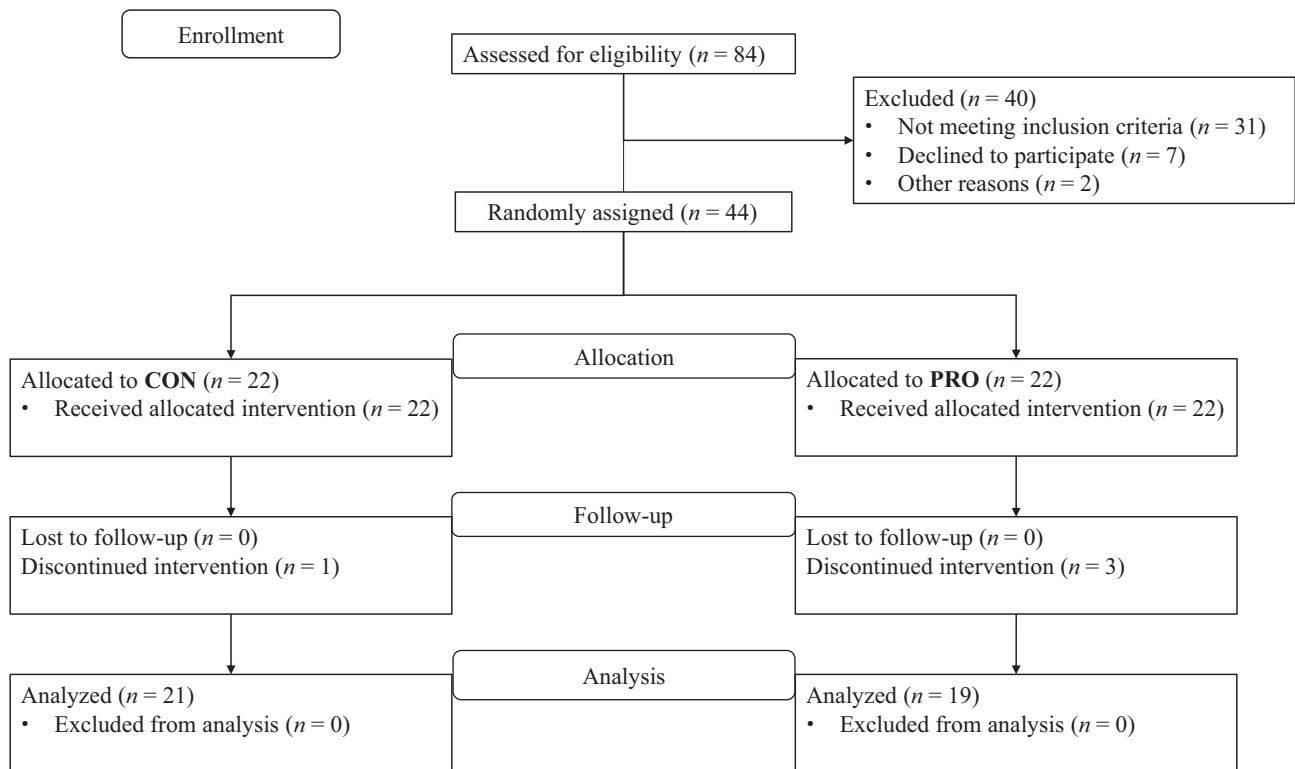 Enrollment
Assessed for eligibility (n = 84)
Excluded (n = 40)
• Not meeting inclusion criteria (n = 31)
• Declined to participate (n = 7)
• Other reasons (n = 2)
Randomly assigned (n = 44)
Allocation
Allocated to CON (n = 22)
• Received allocated intervention (n = 22)
Allocated to PRO (n = 22)
• Received allocated intervention (n = 22)
Follow-up
Lost to follow-up (n = 0)
Discontinued intervention (n = 1)
Lost to follow-up (n = 0)
Discontinued intervention (n = 3)
Analysis
Analyzed (n = 21)
• Excluded from analysis (n = 0)
Analyzed (n = 19)
• Excluded from analysis (n = 0)